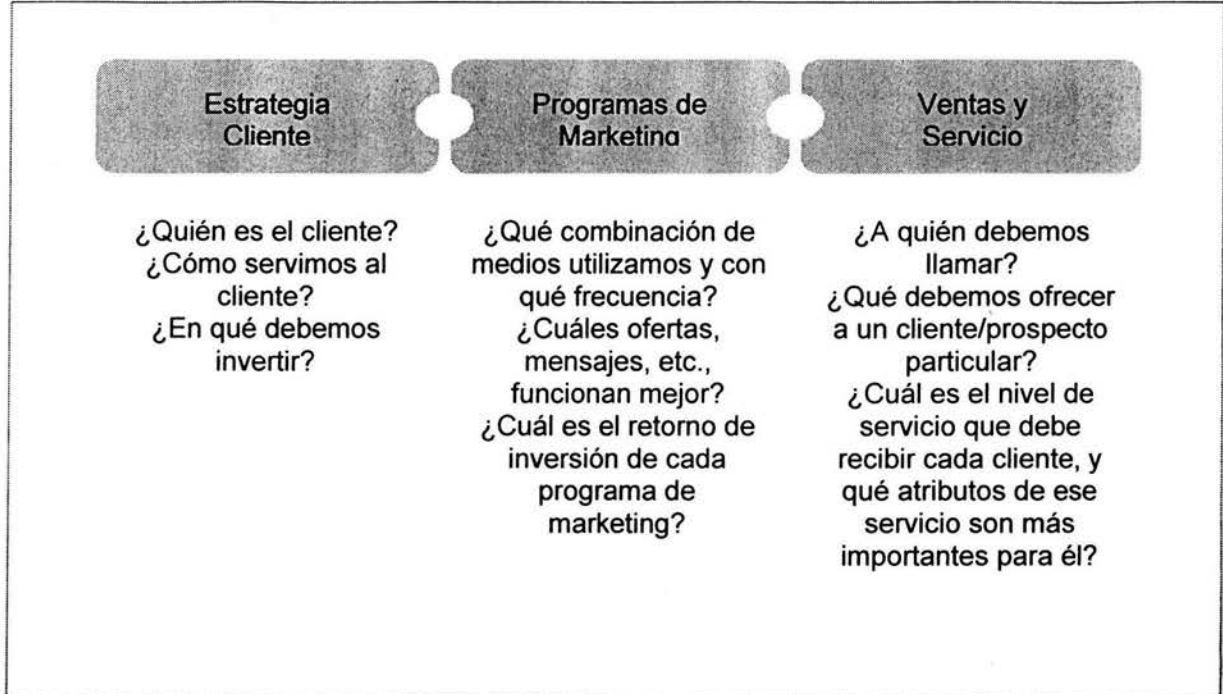 Estrategia
Cliente
¿Quién es el cliente?
¿Cómo servimos al
cliente?
¿En qué debemos
invertir?
Programas de
Marketing
¿Qué combinación de
medios utilizamos y con
qué frecuencia?
¿Cuáles ofertas,
mensajes, etc.,
funcionan mejor?
¿Cuál es el retorno de
inversión de cada
programa de
marketing?
Ventas y
Servicio
¿A quién debemos
llamar?
¿Qué debemos ofrecer
a un cliente/prospecto
particular?
¿Cuál es el nivel de
servicio que debe
recibir cada cliente, y
qué atributos de ese
servicio son más
importantes para él?